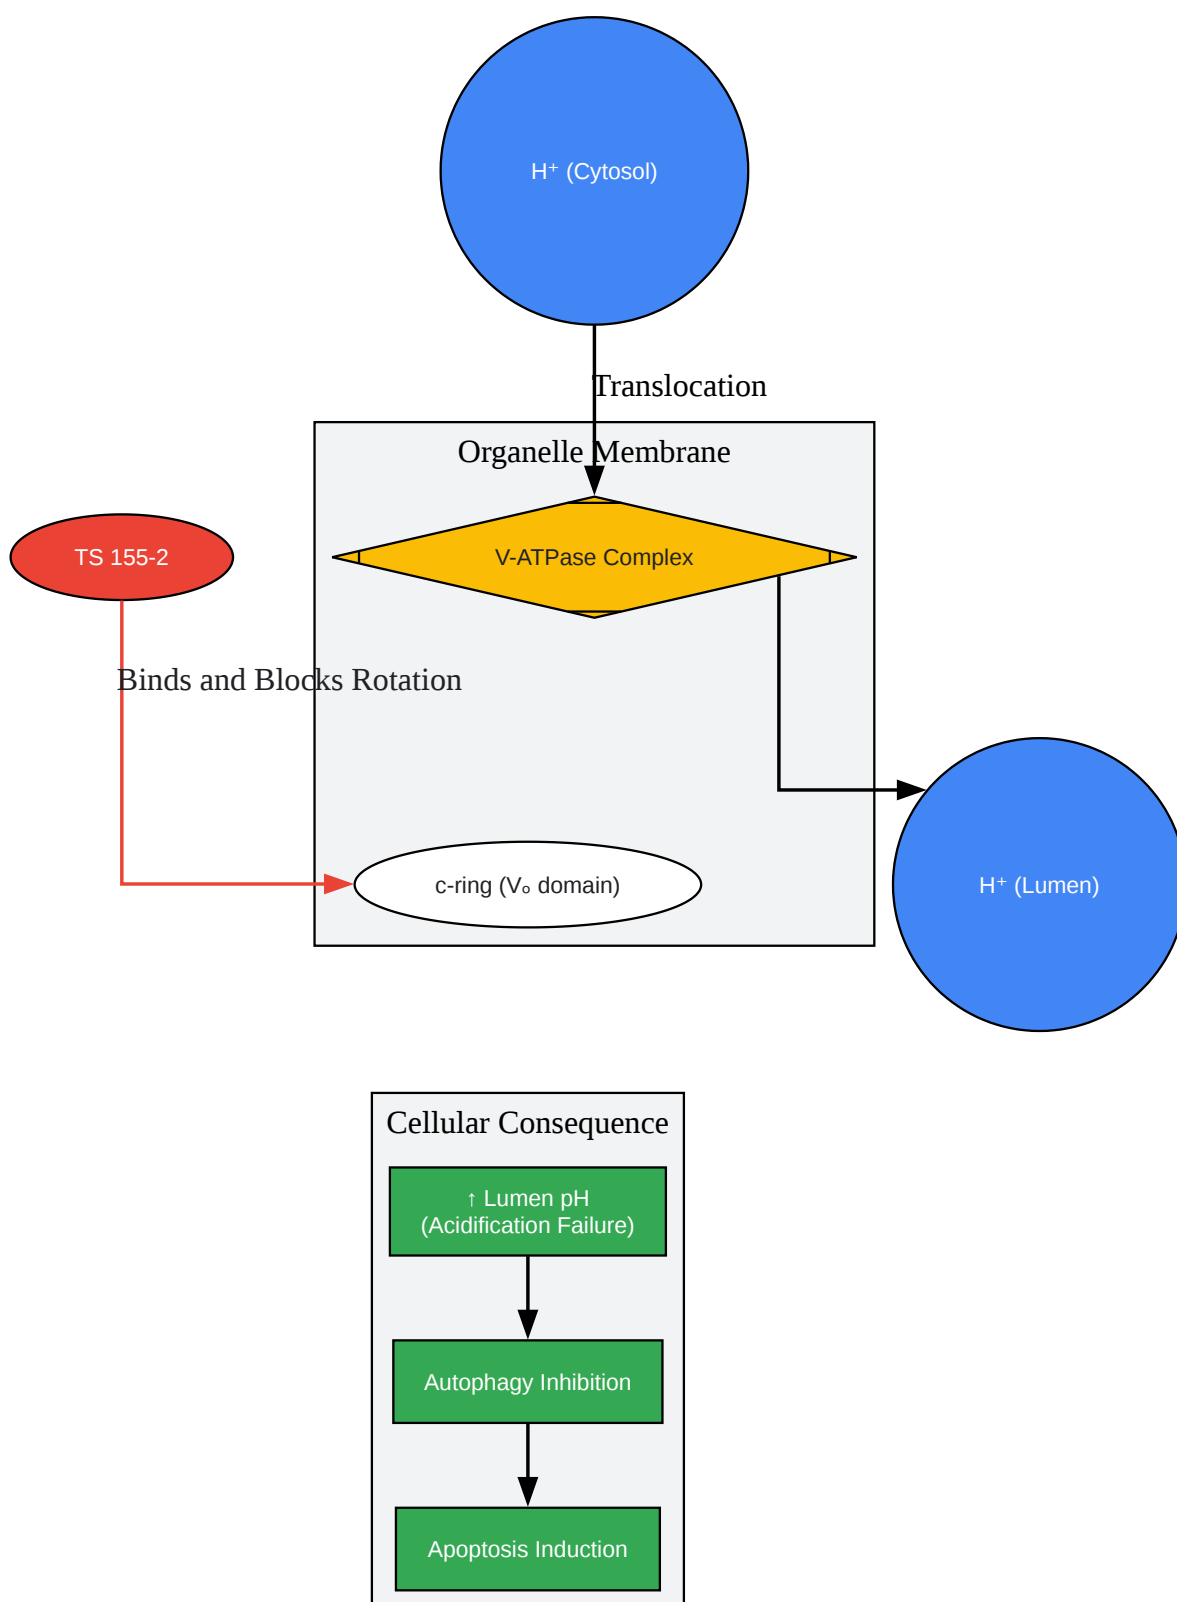 H⁺ (Cytosol)
Translocation
Organelle Membrane
TS 155-2
V-ATPase Complex
Binds and Blocks Rotation
c-ring (Vₒ domain)
H⁺ (Lumen)
Cellular Consequence
↑ Lumen pH
(Acidification Failure)
Autophagy Inhibition
Apoptosis Induction